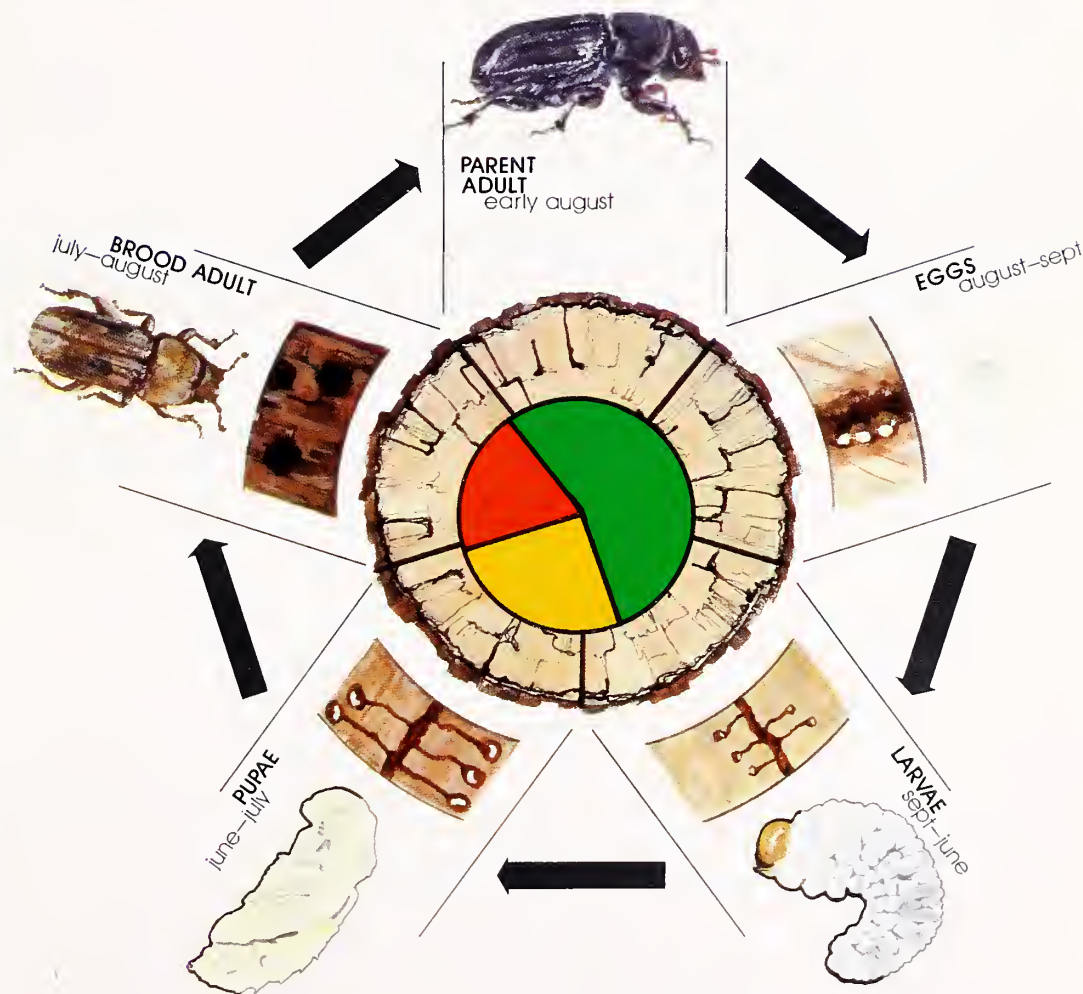 PARENT
ADULT
early august
EGGS
august–sept
LARVAE
sept–june
PUPAE
june–july
BROOD ADULT
july–august